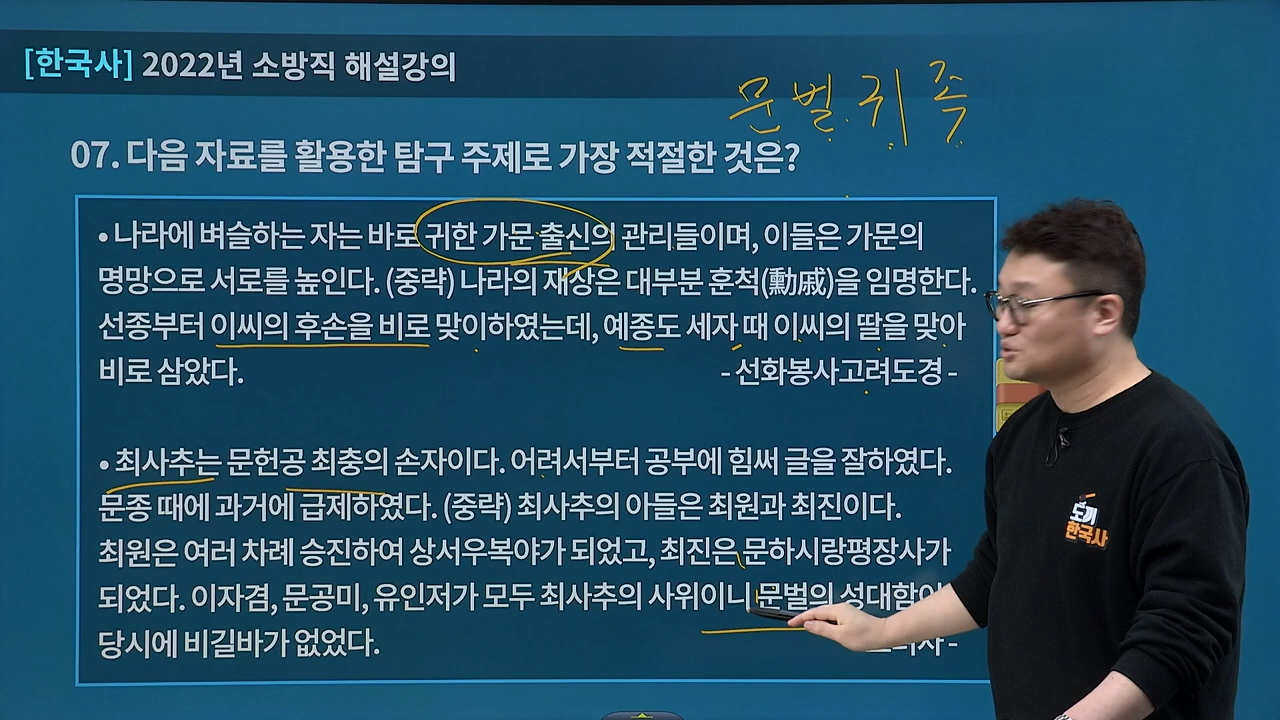 [한국사] 2022년 소방직 해설강의
문벌귀족
07. 다음 자료를 활용한 탐구 주제로 가장 적절한 것은?
• 나라에 벼슬하는 자는 바로 귀한 가문 출신의 관리들이며, 이들은 가문의
명망으로 서로를 높인다. (중략) 나라의 재상은 대부분 훈척(勳戚)을 임명한다.
선종부터 이씨의 후손을 비로 맞이하였는데, 예종도 세자 때 이씨의 딸을 맞아
비로 삼았다. - 선화봉사고려도경 -
• 최사추는 문헌공 최충의 손자이다. 어려서부터 공부에 힘써 글을 잘하였다.
문종 때에 과거에 급제하였다. (중략) 최사추의 아들은 최원과 최진이다.
최원은 여러 차례 승진하여 상서우복야가 되었고, 최진은 문하시랑평장사가
되었다. 이자겸, 문공미, 유인저가 모두 최사추의 사위이니 문벌의 성대함이
당시에 비길바가 없었다.
한국사